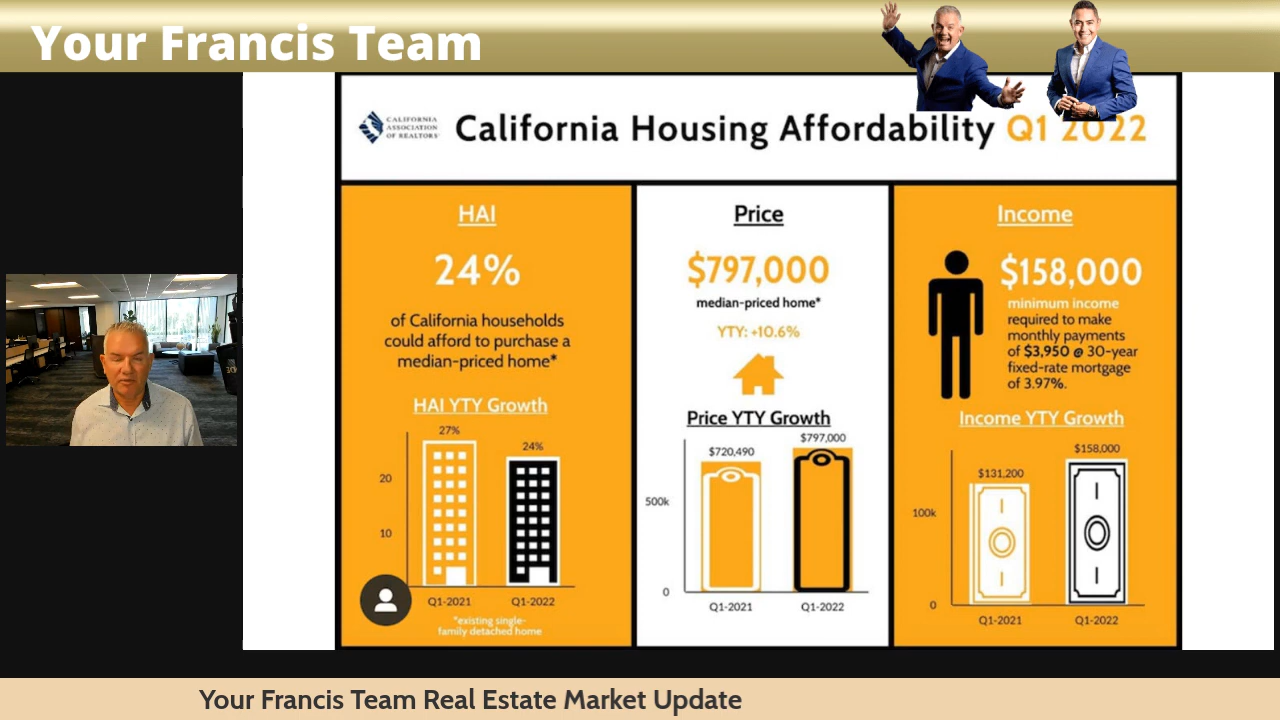 Your Francis Team
CALIFORNIA
ASSOCIATION
OF REALTORS®
California Housing Affordability Q1 2022
HAI
24%
of California households
could afford to purchase a
median-priced home*
HAI YTY Growth
27%
24%
20
10
Q1-2021 Q1-2022
*existing single-
family detached home
Price
$797,000
median-priced home*
YTY: +10.6%
Price YTY Growth
$797,000
$720,490
500k
0
Q1-2021 Q1-2022
Income
$158,000
minimum income
required to make
monthly payments
of $3,950 @ 30-year
fixed-rate mortgage
of 3.97%.
Income YTY Growth
$158,000
$131,200
100k
0
Q1-2021 Q1-2022
Your Francis Team Real Estate Market Update